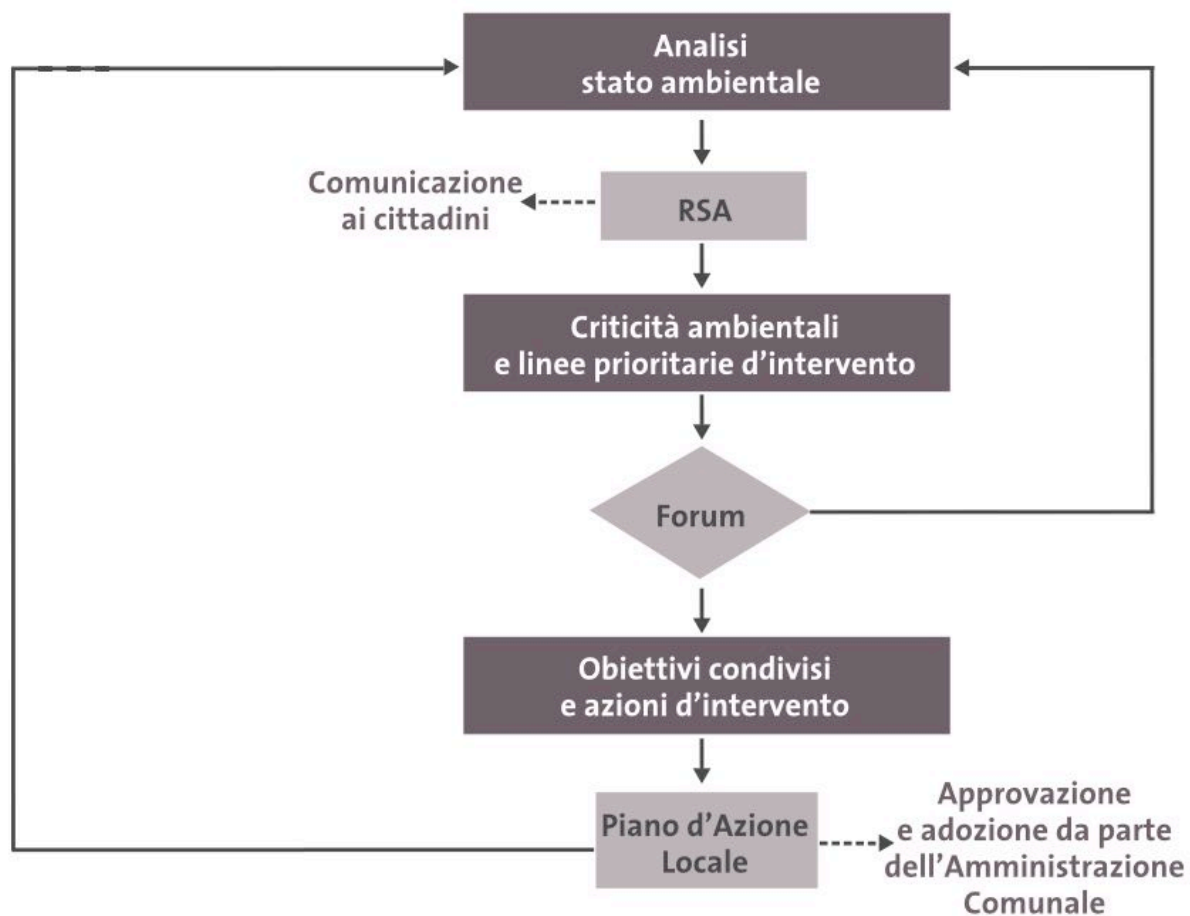 Analisi
stato ambientale
Comunicazione
ai cittadini
RSA
Criticità ambientali
e linee prioritarie d'intervento
Forum
Obiettivi condivisi
e azioni d'intervento
Piano d'Azione
Locale
Approvazione
e adozione da parte
dell'Amministrazione
Comunale